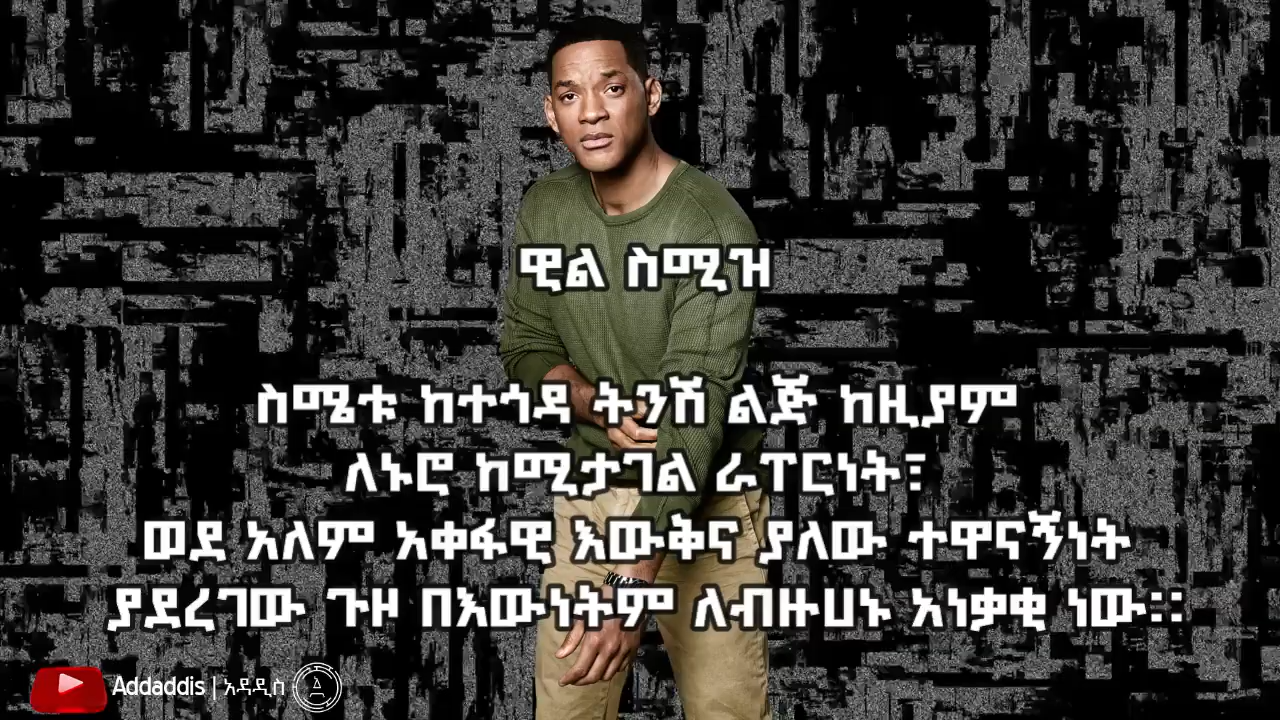 ዊል ስሚዝ
ስሜቱ ከተጎዳ ትንሽ ልጅ ከዚያም
ለኑሮ ከሚታገል ራፐርነት፣
ወደ አለም አቀፋዊ እውቅና ያለው ተዋናኝነት
ያደረገው ጉዞ በእውነትም ለብዙሀኑ አነቃቂ ነው።
Addaddis | አዳዲስ